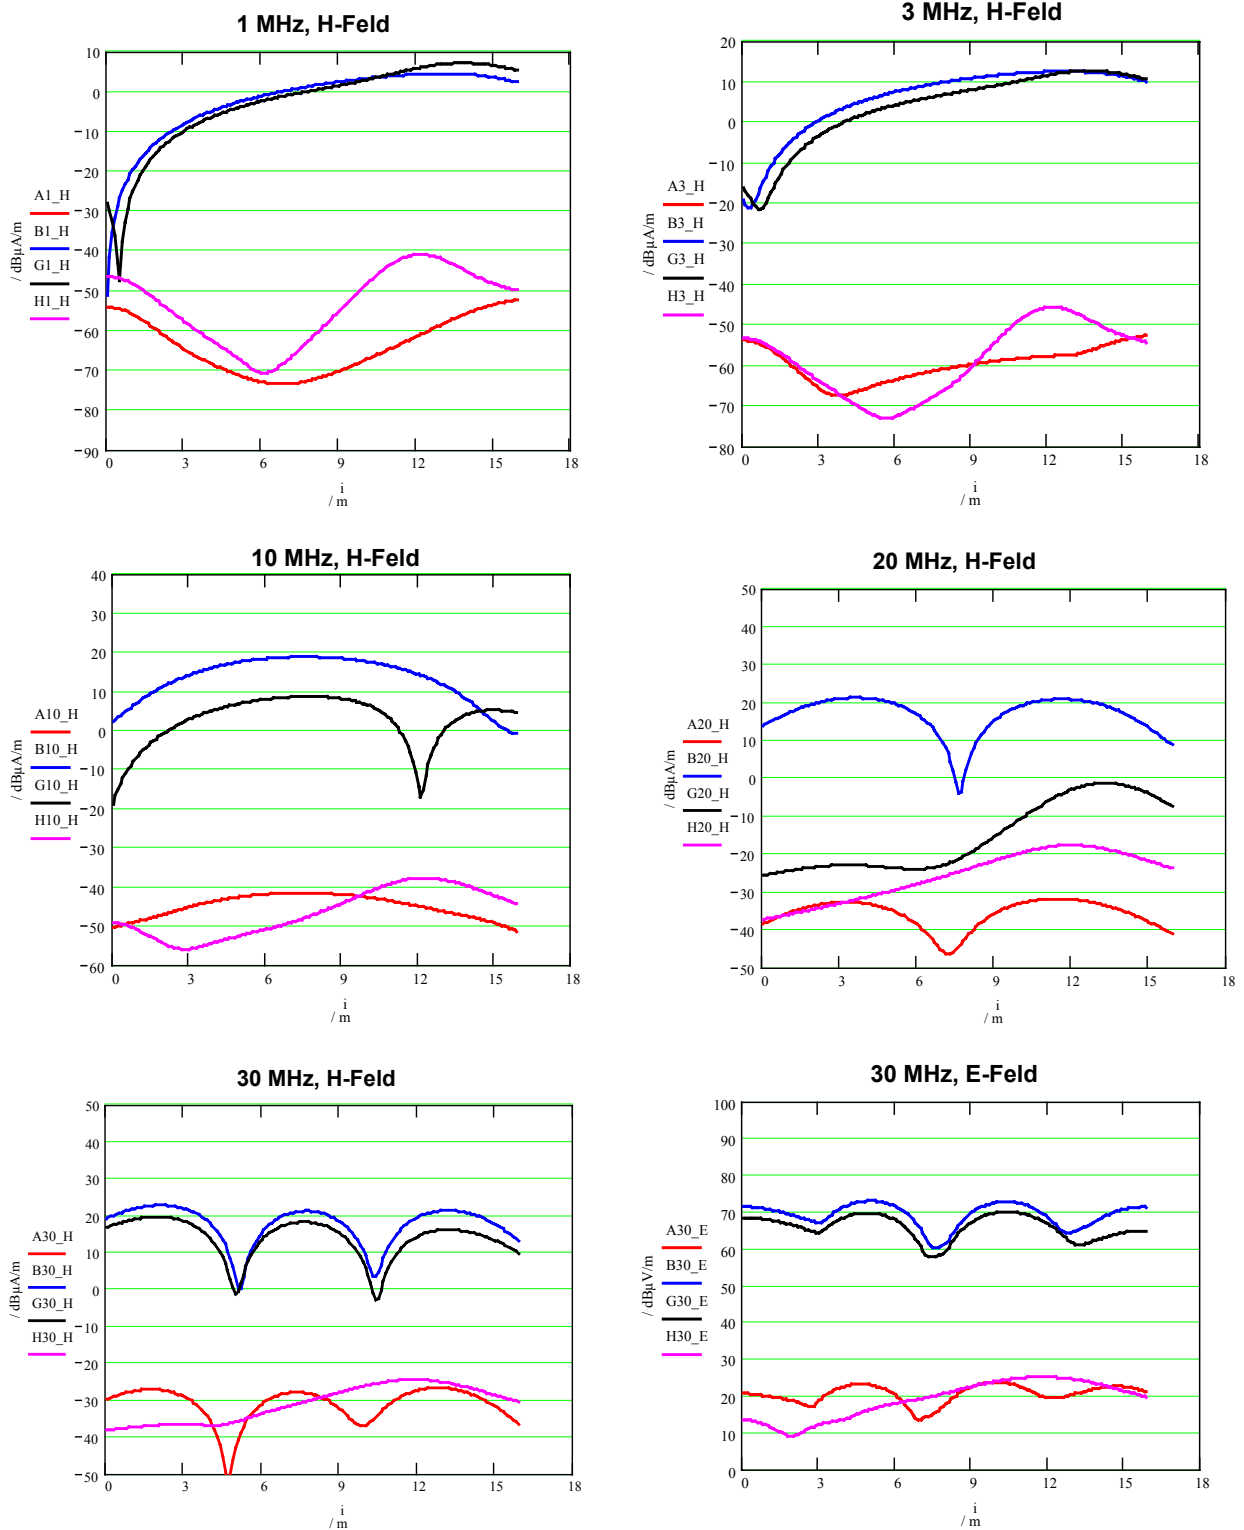 1 MHz, H-Feld
10
0
−10
−20
−30
−40
−50
−60
−70
−80
−90
A1_H
B1_H
G1_H
H1_H
/ dBµA/m
0 3 6 9 12 15 18
i
/ m
3 MHz, H-Feld
20
10
0
−10
−20
−30
−40
−50
−60
−70
−80
A3_H
B3_H
G3_H
H3_H
/ dBµA/m
0 3 6 9 12 15 18
i
/ m
10 MHz, H-Feld
40
30
20
10
0
−10
−20
−30
−40
−50
−60
A10_H
B10_H
G10_H
H10_H
/ dBµA/m
0 3 6 9 12 15 18
i
/ m
20 MHz, H-Feld
50
40
30
20
10
0
−10
−20
−30
−40
−50
A20_H
B20_H
G20_H
H20_H
/ dBµA/m
0 3 6 9 12 15 18
i
/ m
30 MHz, H-Feld
50
40
30
20
10
0
−10
−20
−30
−40
−50
A30_H
B30_H
G30_H
H30_H
/ dBµA/m
0 3 6 9 12 15 18
i
/ m
30 MHz, E-Feld
100
90
80
70
60
50
40
30
20
10
0
A30_E
B30_E
G30_E
H30_E
/ dBµV/m
0 3 6 9 12 15 18
i
/ m